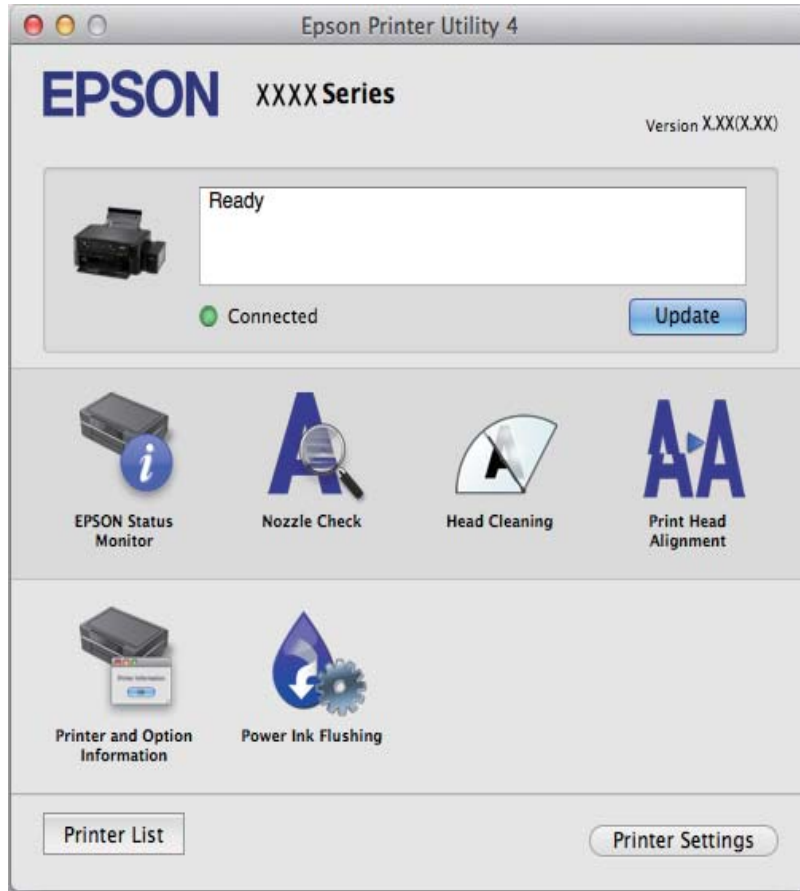 Epson Printer Utility 4
EPSON XXXX Series
Version X.XX(X.XX)
Ready
Connected
Update
EPSON Status
Monitor
Nozzle Check
Head Cleaning
Print Head
Alignment
Printer and Option
Information
Power Ink Flushing
Printer List
Printer Settings